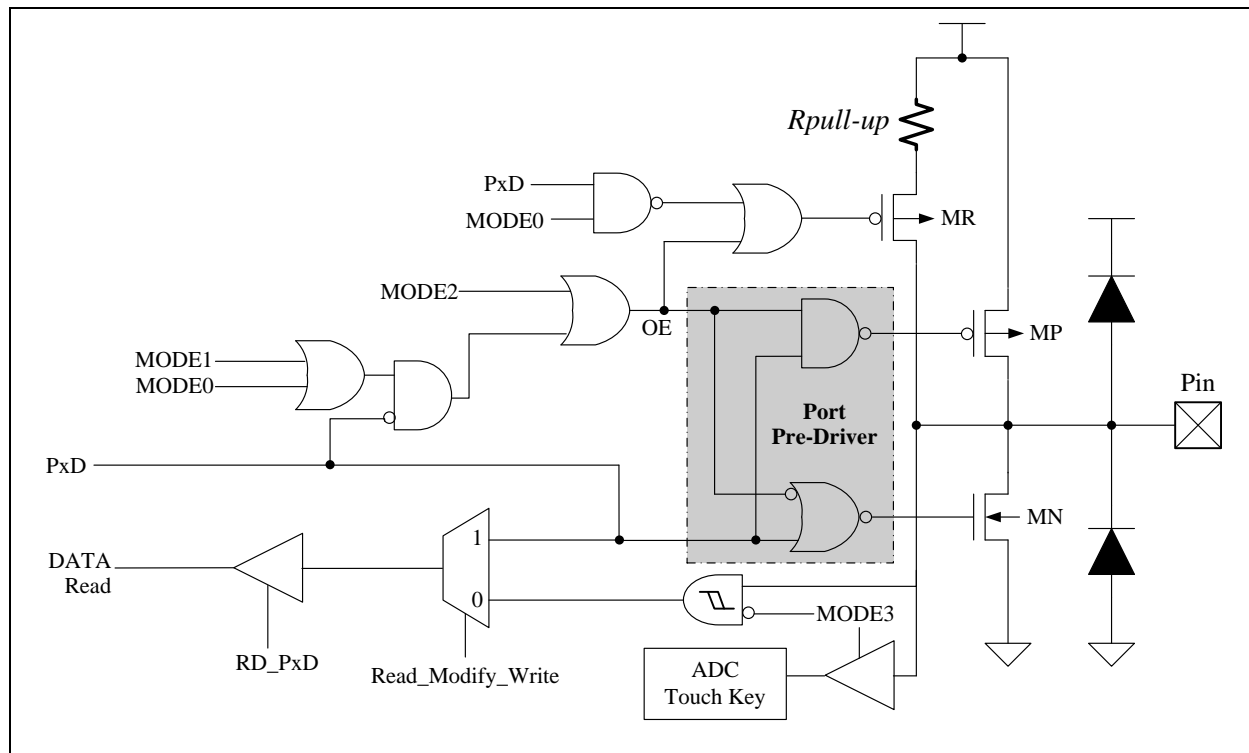 Rpull-up
PxD
MODE0
MR
MODE2
OE
MP
MODE1
MODE0
Pin
Port
Pre-Driver
PxD
MN
1
DATA
Read
0
MODE3
RD_PxD
Read_Modify_Write
ADC
Touch Key